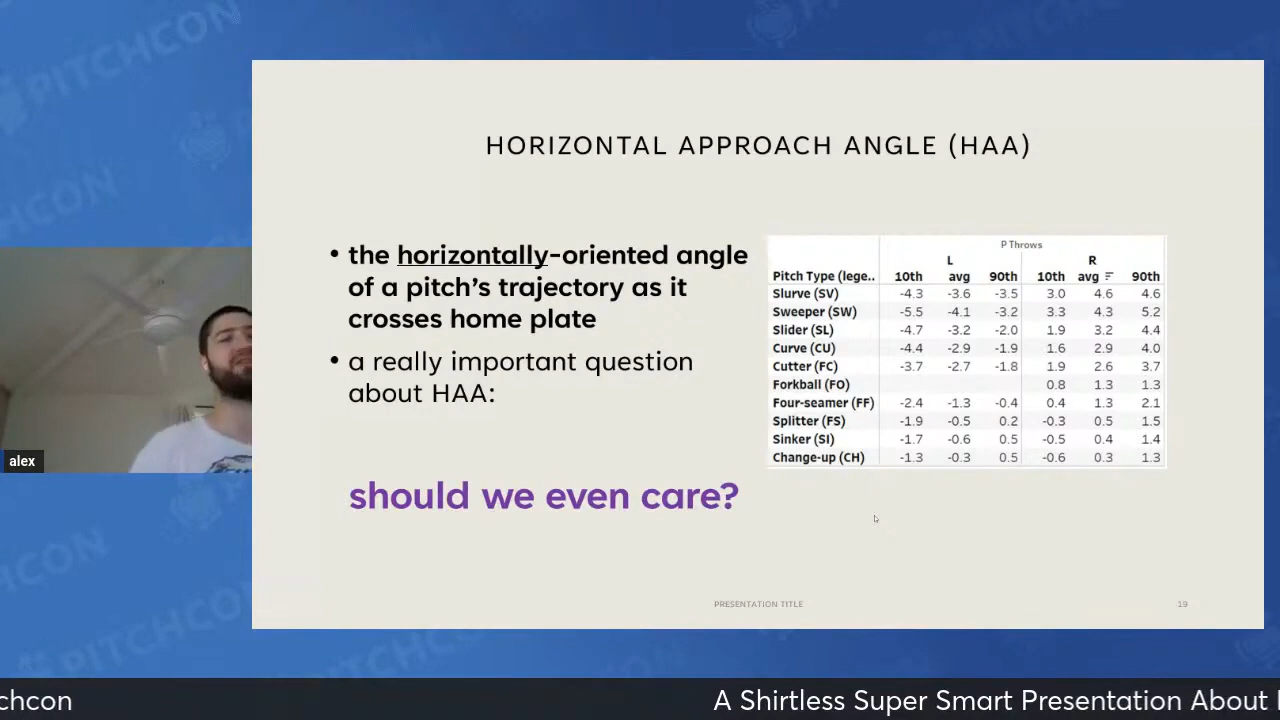 PITCHCON
PITCHCON
HORIZONTAL APPROACH ANGLE (HAA)
• the horizontally-oriented angle
of a pitch's trajectory as it
crosses home plate
• a really important question
about HAA:
should we even care?
P Throws
L R
Pitch Type (lege.. 10th avg 90th 10th avg 90th
Slurve (SV) -4.3 -3.6 -3.5 3.0 4.6 4.6
Sweeper (SW) -5.5 -4.1 -3.2 3.3 4.3 5.2
Slider (SL) -4.7 -3.2 -2.0 1.9 3.2 4.4
Curve (CU) -4.4 -2.9 -1.9 1.6 2.9 4.0
Cutter (FC) -3.7 -2.7 -1.8 1.9 2.6 3.7
Forkball (FO) 0.8 1.3 1.3
Four-seamer (FF) -2.4 -1.3 -0.4 0.4 1.3 2.1
Splitter (FS) -1.9 -0.5 0.2 -0.3 0.5 1.5
Sinker (SI) -1.7 -0.6 0.5 -0.5 0.4 1.4
Change-up (CH) -1.3 -0.3 0.5 -0.6 0.3 1.3
PRESENTATION TITLE 19
alex
PITCHCON
PITCHCON
chcon A Shirtless Super Smart Presentation About